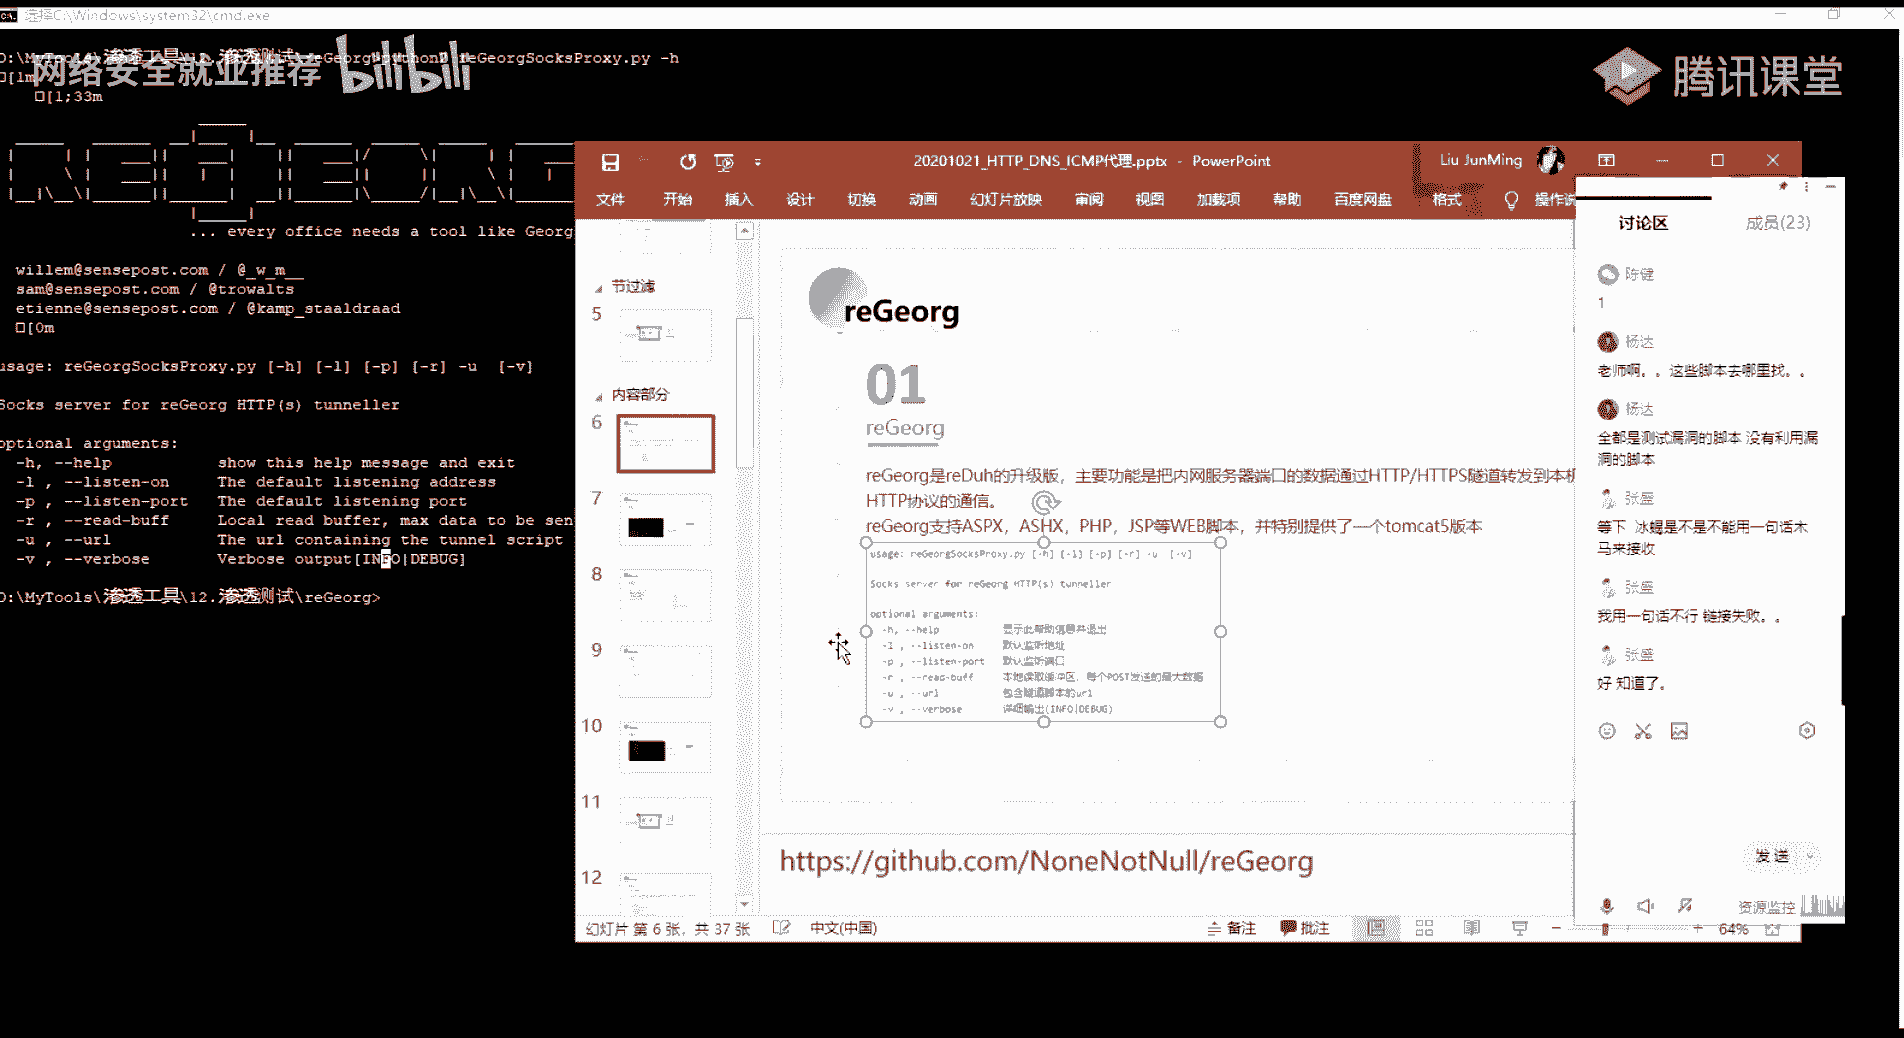 选择C:\Windows\system32\cmd.exe
D:\MyTools\渗透工具\12.渗透测试\reGeorg>python2 reGeorgSocksProxy.py -h
[1m
[1;33m
网络安全就业推荐 bilibili
腾讯课堂
... every office needs a tool like Georg
willem@sensepost.com / @_w_m__
sam@sensepost.com / @trowalts
etienne@sensepost.com / @kamp_staaldraad
[0m
usage: reGeorgSocksProxy.py [-h] [-l] [-p] [-r] -u  [-v]
Socks server for reGeorg HTTP(s) tunneller
optional arguments:
-h, --help show this help message and exit
-l , --listen-on The default listening address
-p , --listen-port The default listening port
-r , --read-buff Local read buffer, max data to be sen
-u , --url The url containing the tunnel script
-v , --verbose Verbose output[INFO|DEBUG]
D:\MyTools\渗透工具\12.渗透测试\reGeorg>
20201021_HTTP_DNS_ICMP代理.pptx - PowerPoint
Liu JunMing
文件 开始 插入 设计 切换 动画 幻灯片放映 审阅 视图 加载项 帮助 百度网盘 格式 操作说
节过滤
5
内容部分
6
7
8
9
10
11
12
reGeorg
01
reGeorg
reGeorg是reDuh的升级版，主要功能是把内网服务器端口的数据通过HTTP/HTTPS隧道转发到本机
HTTP协议的通信。
reGeorg支持ASPX，ASHX，PHP，JSP等WEB脚本，并特别提供了一个tomcat5版本
usage: reGeorgSocksProxy.py [-h] [-l] [-p] [-r] -u  [-v]
Socks server for reGeorg HTTP(s) tunneller
optional arguments:
-h, --help 显示此帮助信息并退出
-l , --listen-on 默认监听地址
-p , --listen-port 默认监听端口
-r , --read-buff 本地读取缓冲区，每个POST发送的最大数据
-u , --url 包含隧道脚本的url
-v , --verbose 详细输出(INFO|DEBUG)
https://github.com/NoneNotNull/reGeorg
幻灯片 第 6 张，共 37 张 中文(中国) 备注 批注 64%
讨论区 成员(23)
陈健
1
杨达
老师啊。。这些脚本去哪里找。。
杨达
全都是测试漏洞的脚本 没有利用漏
洞的脚本
张盛
等下 冰蝎是不是不能用一句话木
马来接收
张盛
我用一句话不行 链接失败。。
张盛
好 知道了。
发送
资源监控